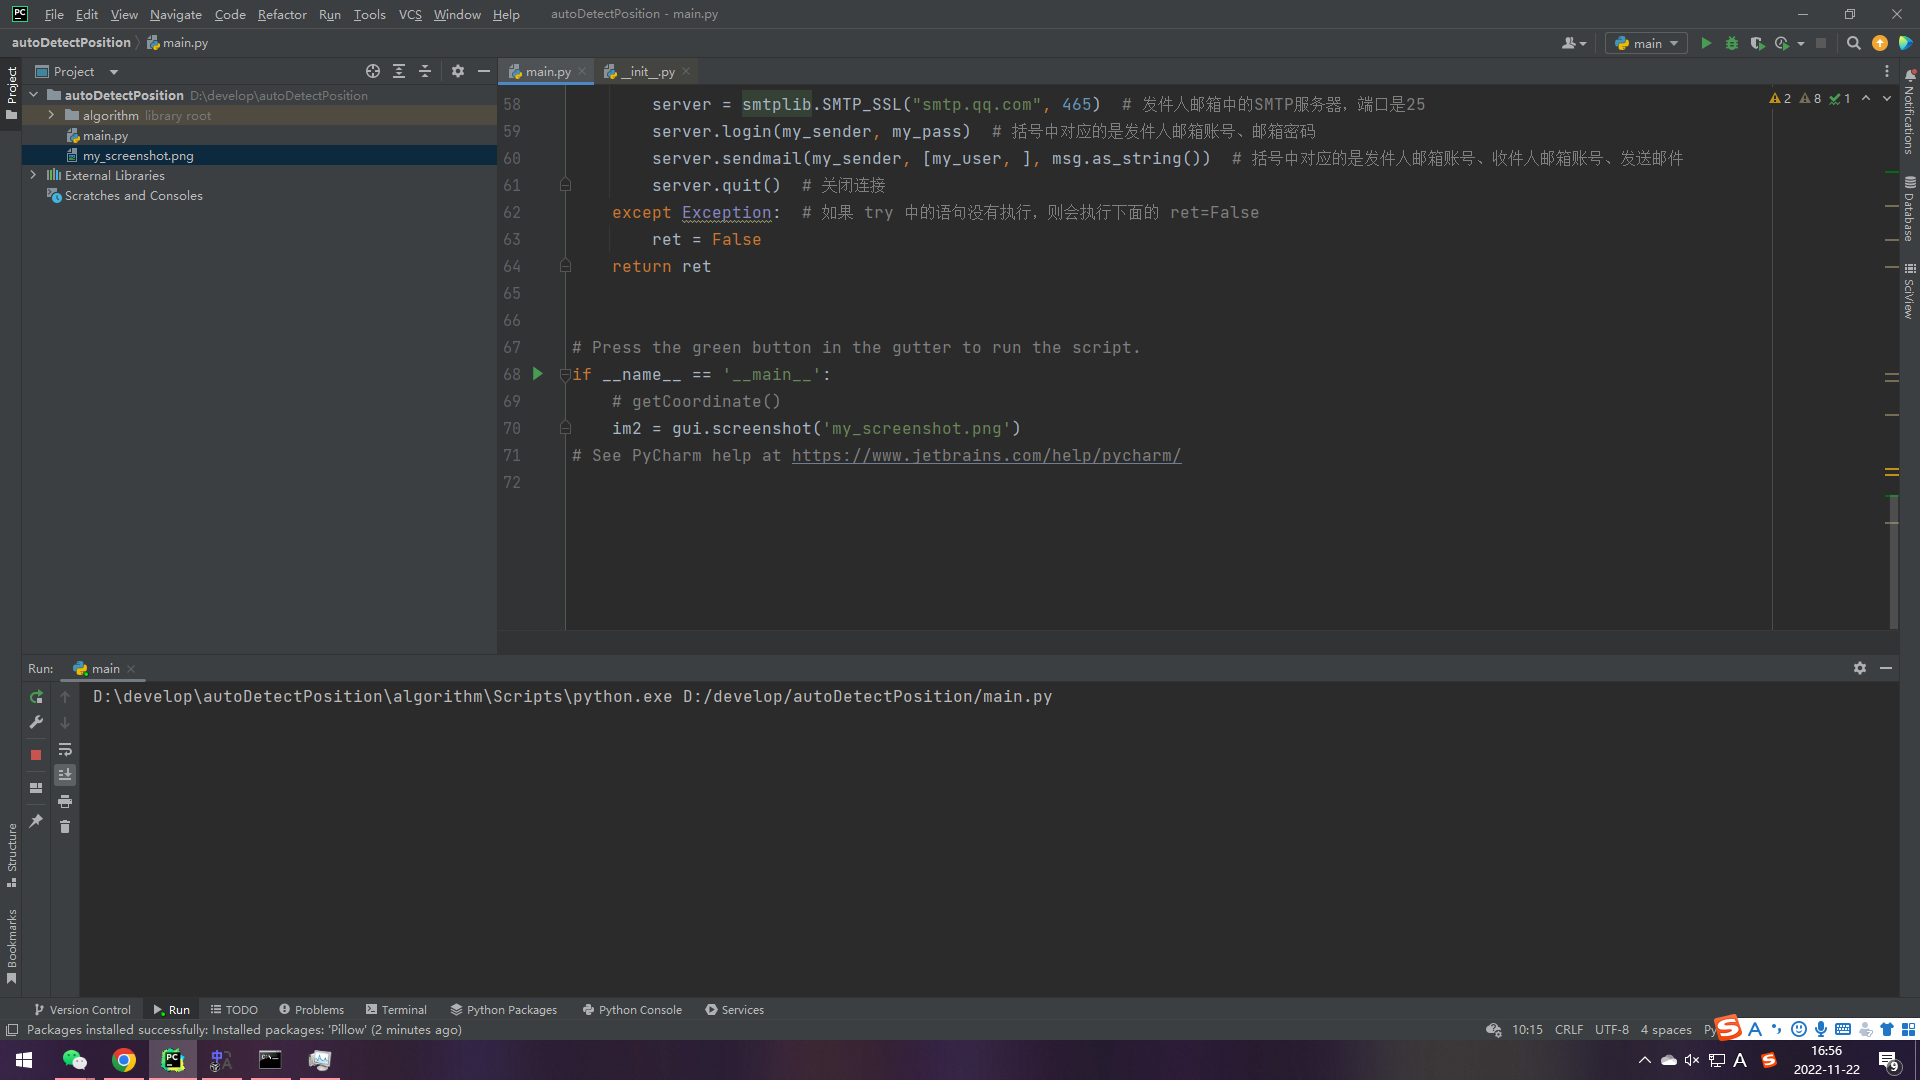 File Edit View Navigate Code Refactor Run Tools VCS Window Help autoDetectPosition - main.py
autoDetectPosition main.py main
Project
autoDetectPosition D:\develop\autoDetectPosition
algorithm library root
main.py
my_screenshot.png
External Libraries
Scratches and Consoles
main.py __init__.py
2 8 1
58 server = smtplib.SMTP_SSL("smtp.qq.com", 465) # 发件人邮箱中的SMTP服务器，端口是25
59 server.login(my_sender, my_pass) # 括号中对应的是发件人邮箱账号、邮箱密码
60 server.sendmail(my_sender, [my_user, ], msg.as_string()) # 括号中对应的是发件人邮箱账号、收件人邮箱账号、发送邮件
61 server.quit() # 关闭连接
62 except Exception: # 如果 try 中的语句没有执行，则会执行下面的 ret=False
63 ret = False
64 return ret
65
66
67 # Press the green button in the gutter to run the script.
68 if __name__ == '__main__':
69 # getCoordinate()
70 im2 = gui.screenshot('my_screenshot.png')
71 # See PyCharm help at https://www.jetbrains.com/help/pycharm/
72
Project
Structure
Bookmarks
Notifications
Database
SciView
Run: main
D:\develop\autoDetectPosition\algorithm\Scripts\python.exe D:/develop/autoDetectPosition/main.py
Version Control Run TODO Problems Terminal Python Packages Python Console Services
Packages installed successfully: Installed packages: 'Pillow' (2 minutes ago) 10:15 CRLF UTF-8 4 spaces Py
16:56
2022-11-22
9